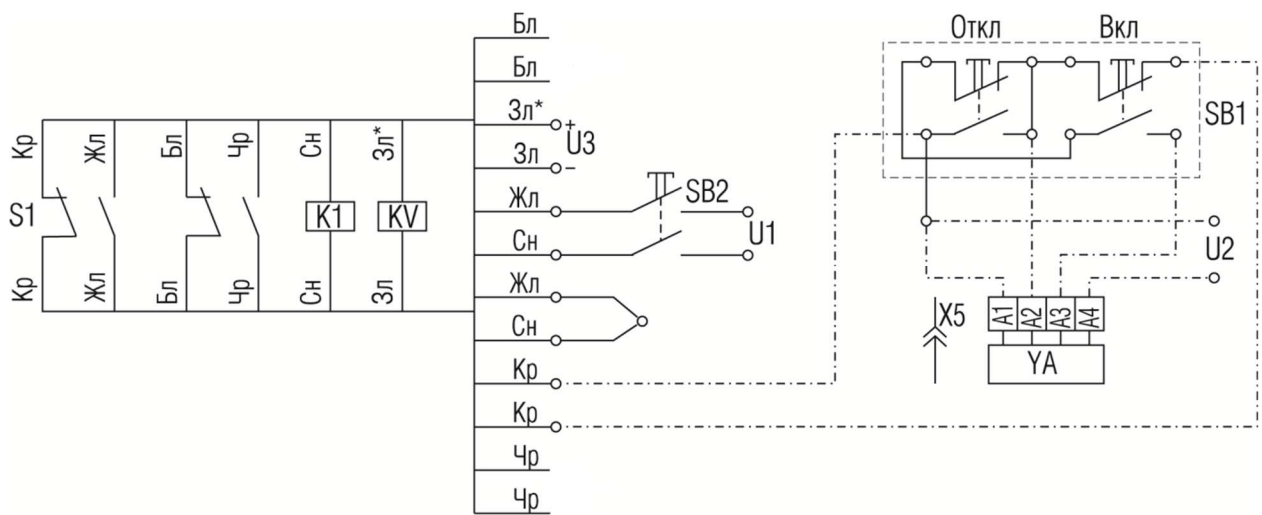 Откл Вкл
SB1
Кр Жл Бл Чр Сн Зл*
S1
K1 KV
Кр Жл Бл Чр Сн Зл
Бл
Бл
Зл* +
U3
Зл −
Жл
SB2
Сн
U1
Жл
Сн
Кр
Кр
Чр
Чр
U2
X5
A1 A2 A3 A4
YA